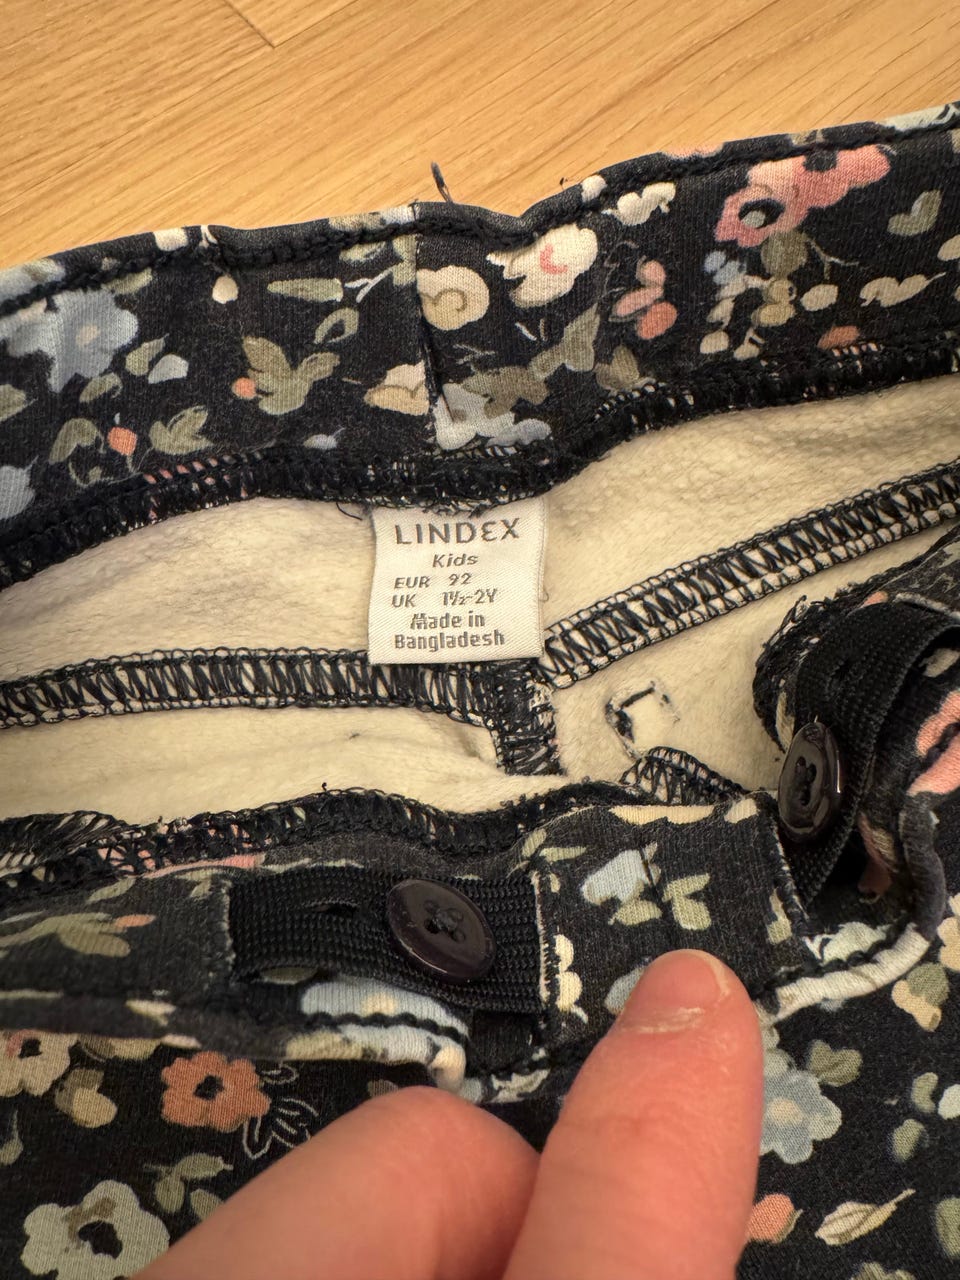 LINDEX
Kids
EUR 92
UK 1½-2Y
Made in
Bangladesh